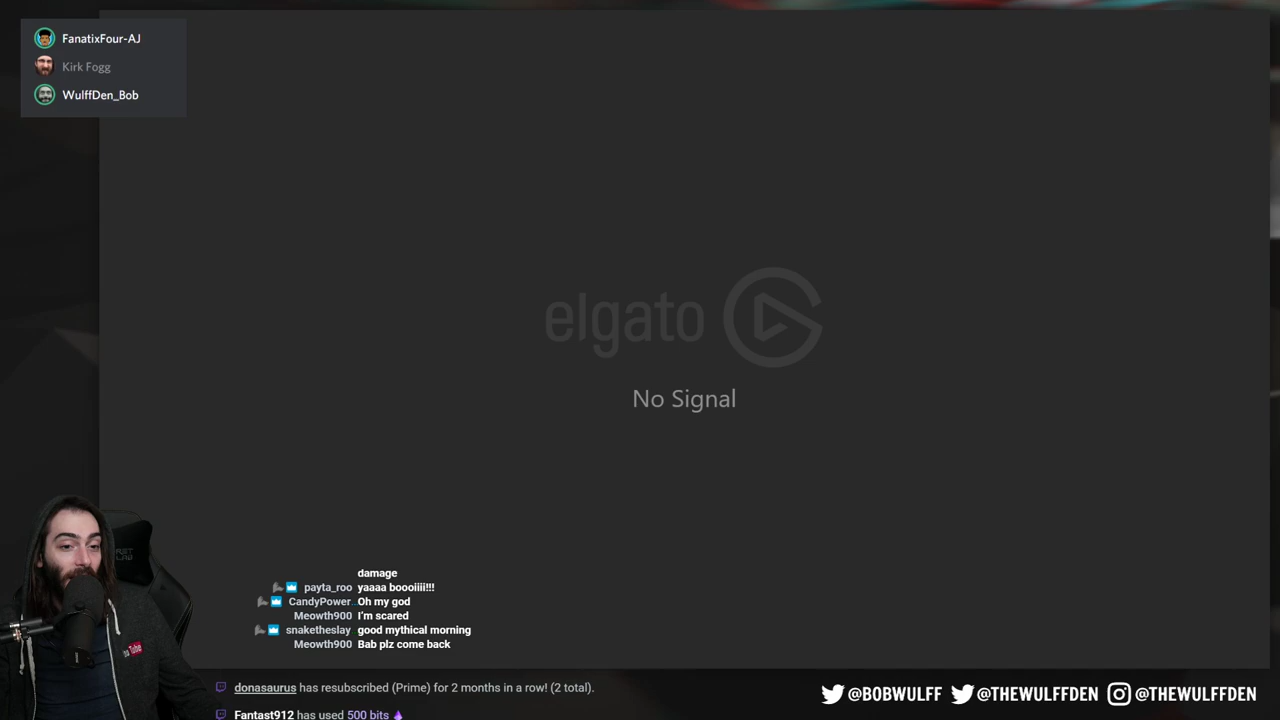 FanatixFour-AJ
Kirk Fogg
WulffDen_Bob
elgato
No Signal
damage
payta_roo yaaaa boooiiii!!!
CandyPower.. Oh my god
Meowth900 I'm scared
snaketheslay good mythical morning
Meowth900 Bab plz come back
donasaurus has resubscribed (Prime) for 2 months in a row! (2 total).
Fantast912 has used 500 bits
@BOBWULFF @THEWULFFDEN @THEWULFFDEN